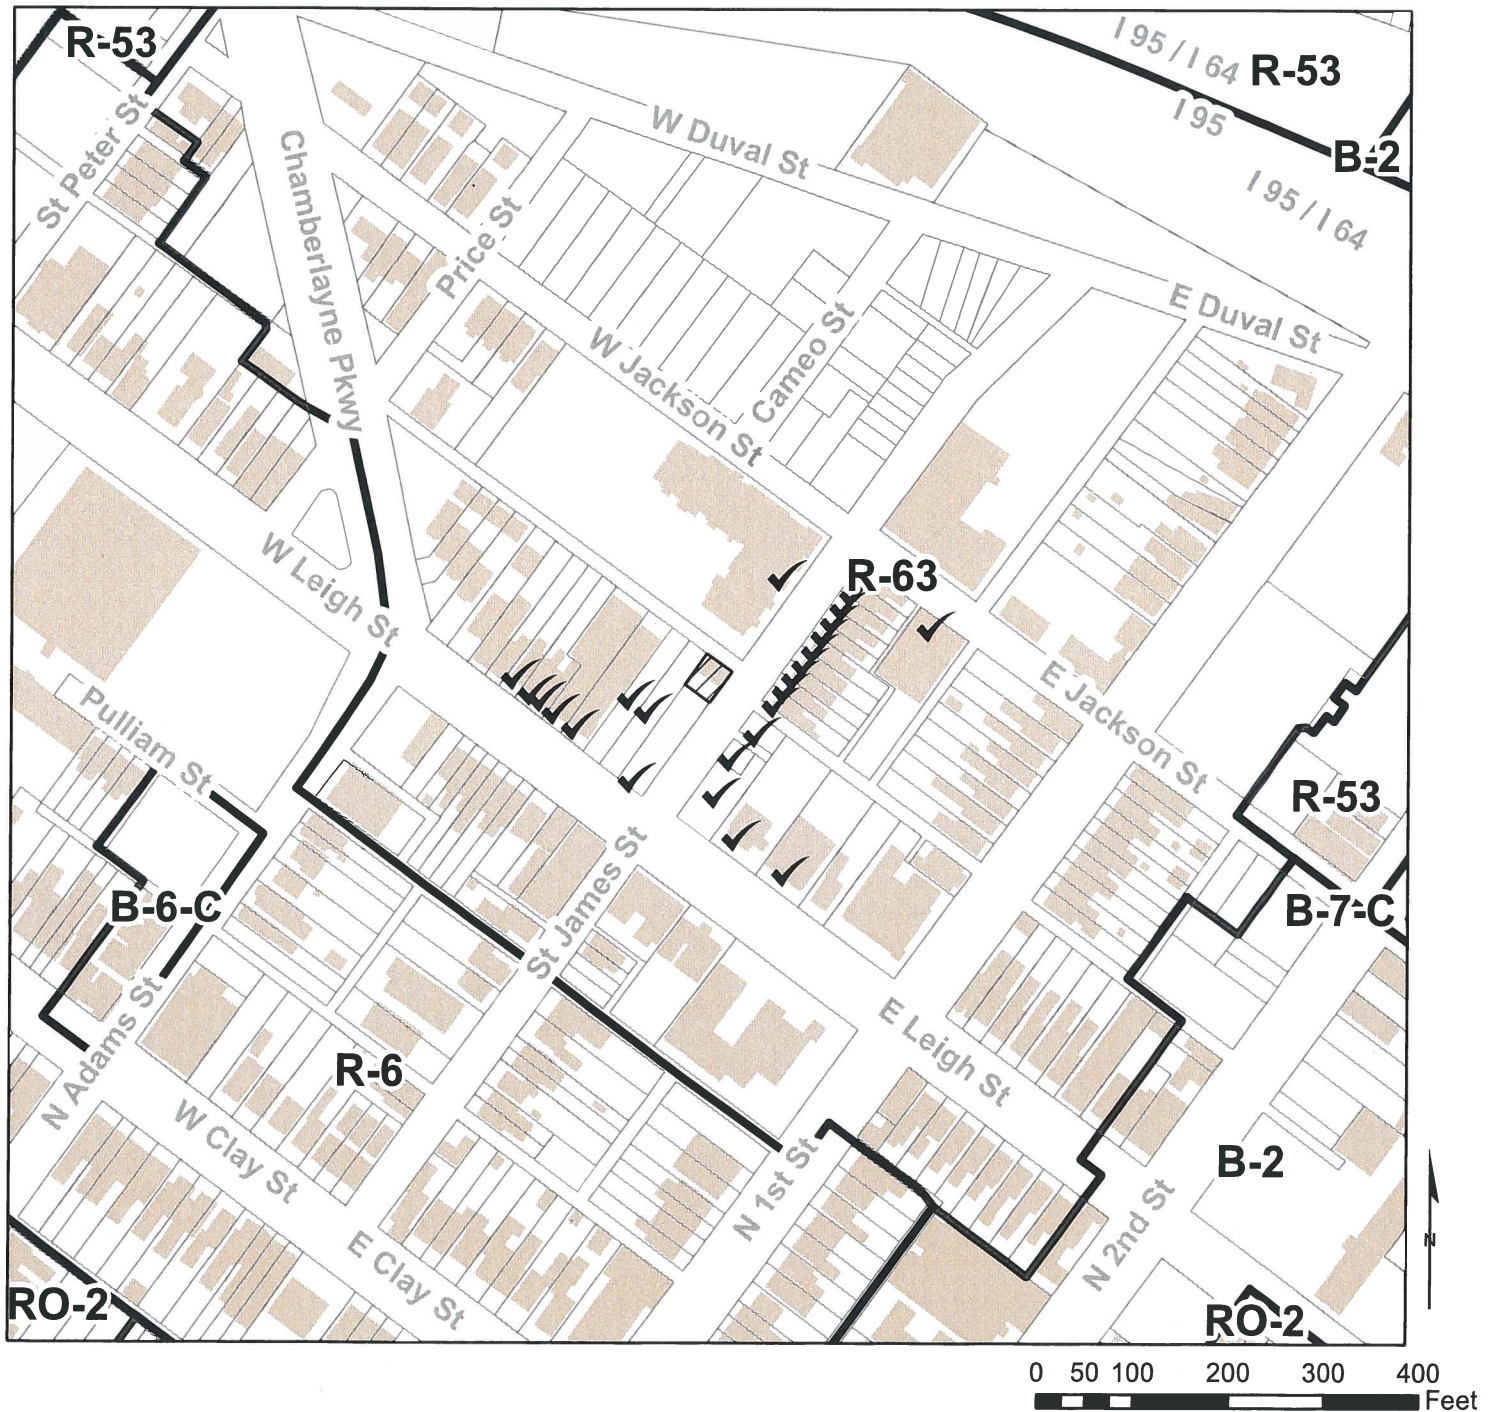 R-53
I 95 / I 64
R-53
I 95
B-2
I 95 / I 64
W Duval St
St Peter St
Chamberlayne Pkwy
Price St
E Duval St
Cameo St
W Jackson St
W Leigh St
R-63
E Jackson St
Pulliam St
R-53
B-6-C
B-7-C
St James St
N Adams St
E Leigh St
R-6
W Clay St
N 1st St
B-2
N 2nd St
E Clay St
N
RO-2
RO-2
0 50 100 200 300 400
Feet